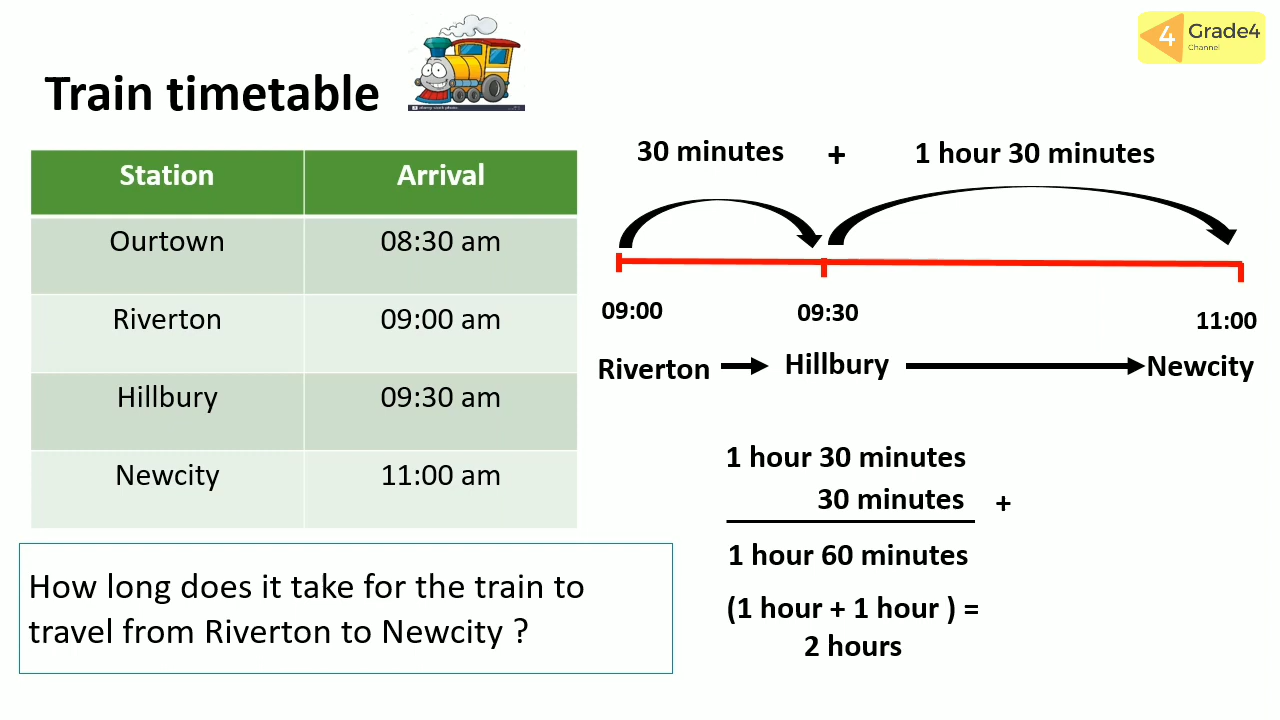 Train timetable
4 Grade4
Channel
Station Arrival
Ourtown 08:30 am
Riverton 09:00 am
Hillbury 09:30 am
Newcity 11:00 am
How long does it take for the train to
travel from Riverton to Newcity ?
30 minutes + 1 hour 30 minutes
09:00 09:30 11:00
Riverton Hillbury Newcity
1 hour 30 minutes
30 minutes +
1 hour 60 minutes
(1 hour + 1 hour ) =
2 hours